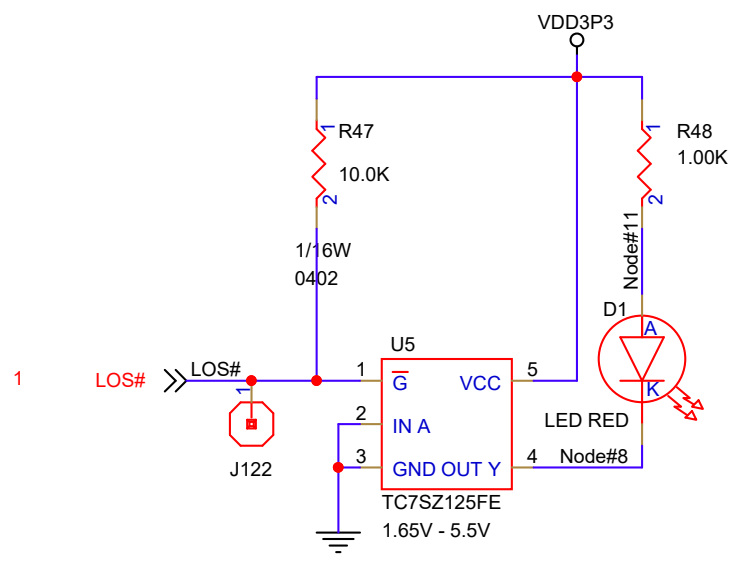 VDD3P3
1
R47
10.0K
2
1/16W
0402
1
R48
1.00K
2
Node#11
D1
A
K
LED RED
U5
1
LOS#
LOS#
1
J122
1
G
VCC
5
2
IN A
3
GND OUT Y
4
Node#8
TC7SZ125FE
1.65V - 5.5V